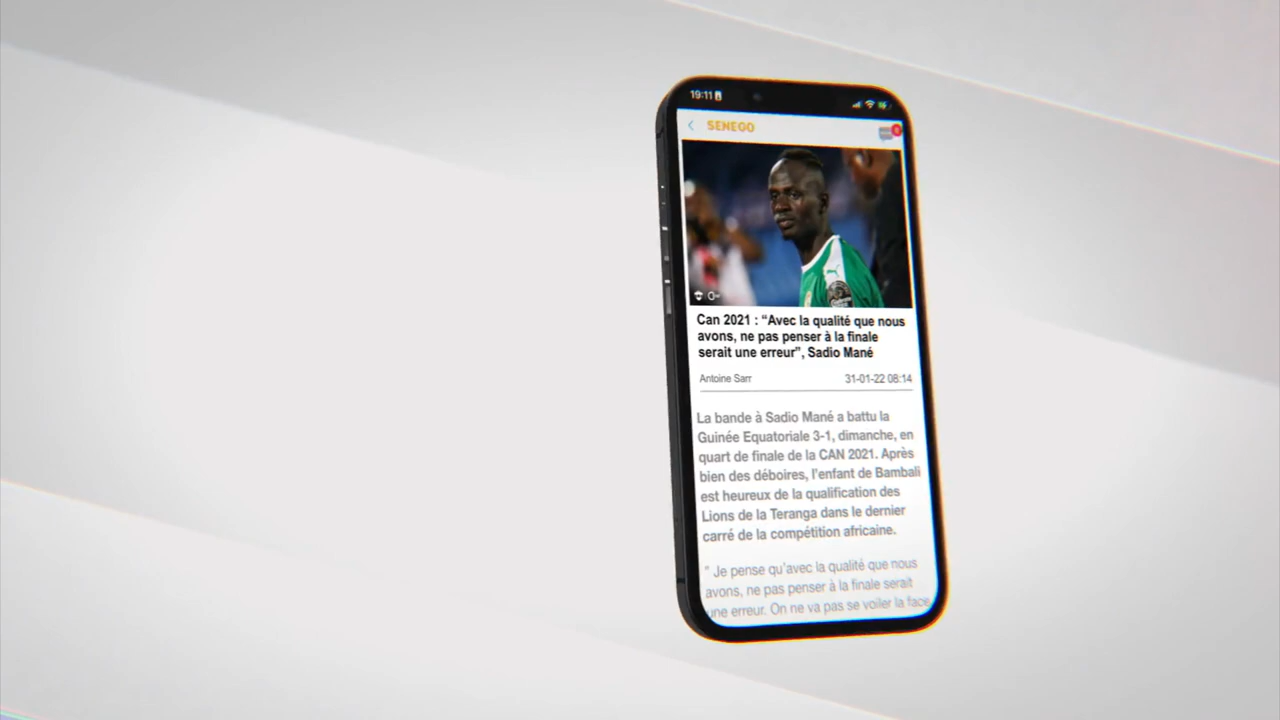 19:11
SENEGO
Can 2021 : “Avec la qualité que nous
avons, ne pas penser à la finale
serait une erreur”, Sadio Mané
Antoine Sarr 31-01-22 08:14
La bande à Sadio Mané a battu la
Guinée Equatoriale 3-1, dimanche, en
quart de finale de la CAN 2021. Après
bien des déboires, l'enfant de Bambali
est heureux de la qualification des
Lions de la Teranga dans le dernier
carré de la compétition africaine.
" Je pense qu'avec la qualité que nous
avons, ne pas penser à la finale serait
une erreur. On ne va pas se voiler la face